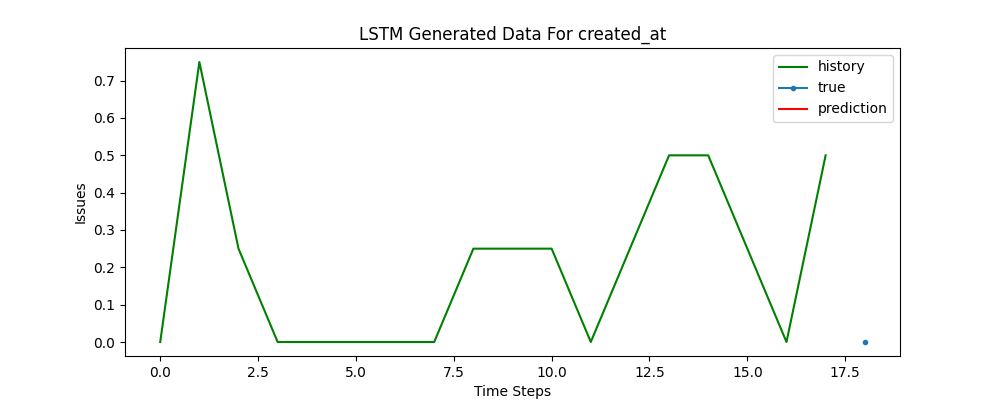 LSTM Generated Data For created_at
history
true
prediction
0.7
0.6
0.5
0.4
0.3
0.2
0.1
0.0
Issues
0.0 2.5 5.0 7.5 10.0 12.5 15.0 17.5
Time Steps